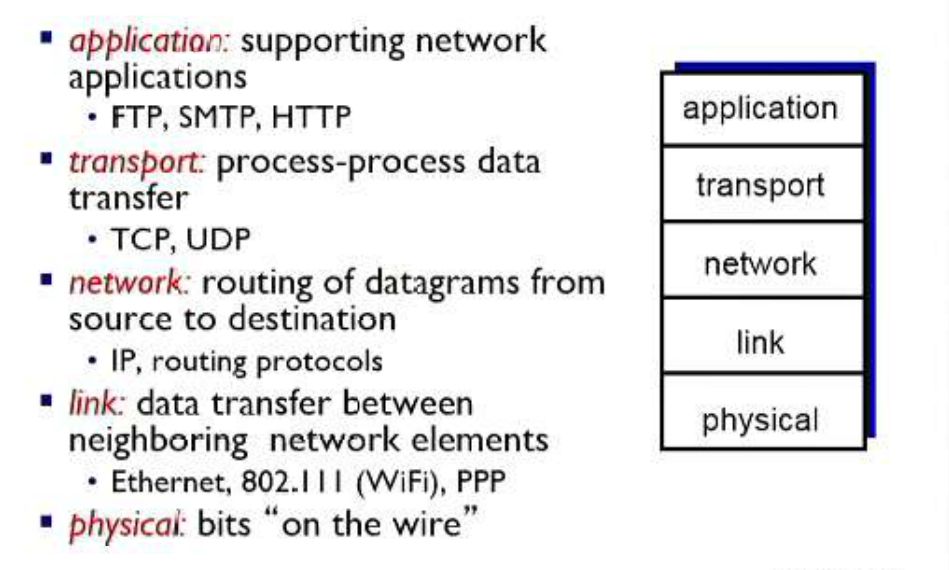 ▪ application: supporting network
applications
• FTP, SMTP, HTTP
▪ transport: process-process data
transfer
• TCP, UDP
▪ network: routing of datagrams from
source to destination
• IP, routing protocols
▪ link: data transfer between
neighboring network elements
• Ethernet, 802.111 (WiFi), PPP
▪ physical: bits “on the wire”
application
transport
network
link
physical